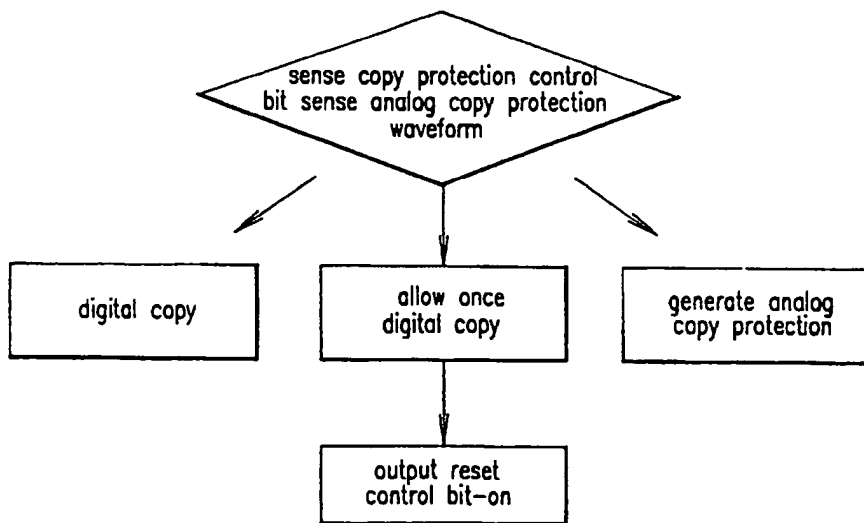 sense copy protection control
bit sense analog copy protection
waveform
digital copy
allow once
digital copy
generate analog
copy protection
output reset
control bit-on